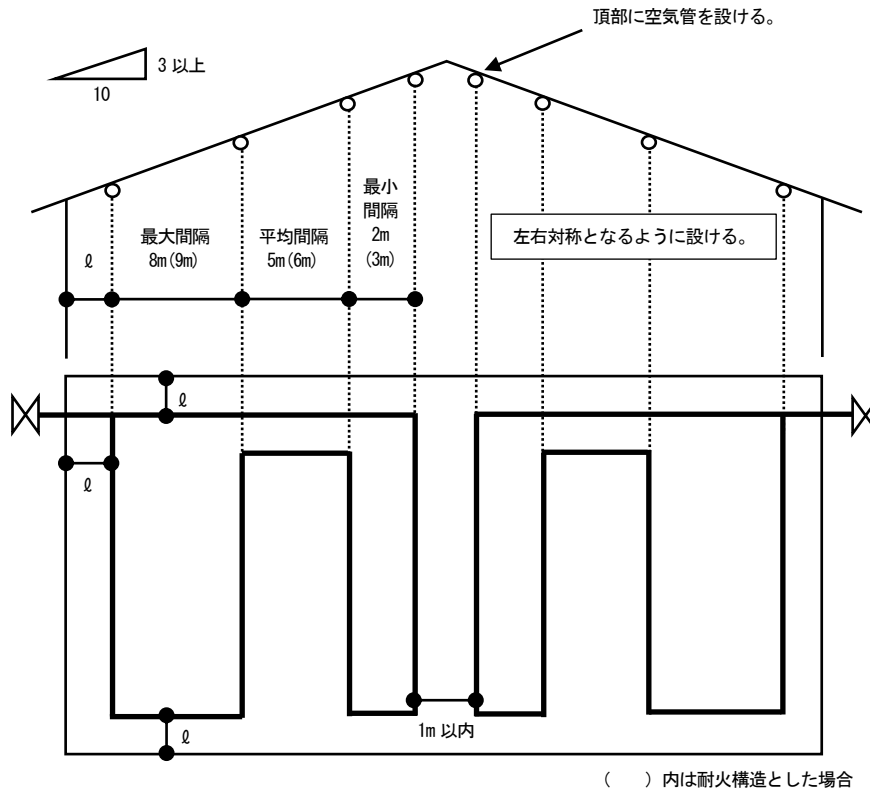 頂部に空気管を設ける。
3 以上
10
最大間隔
8m(9m)
平均間隔
5m(6m)
最小
間隔
2m
(3m)
左右対称となるように設ける。
ℓ
ℓ
ℓ
ℓ
1m 以内
（　　）内は耐火構造とした場合